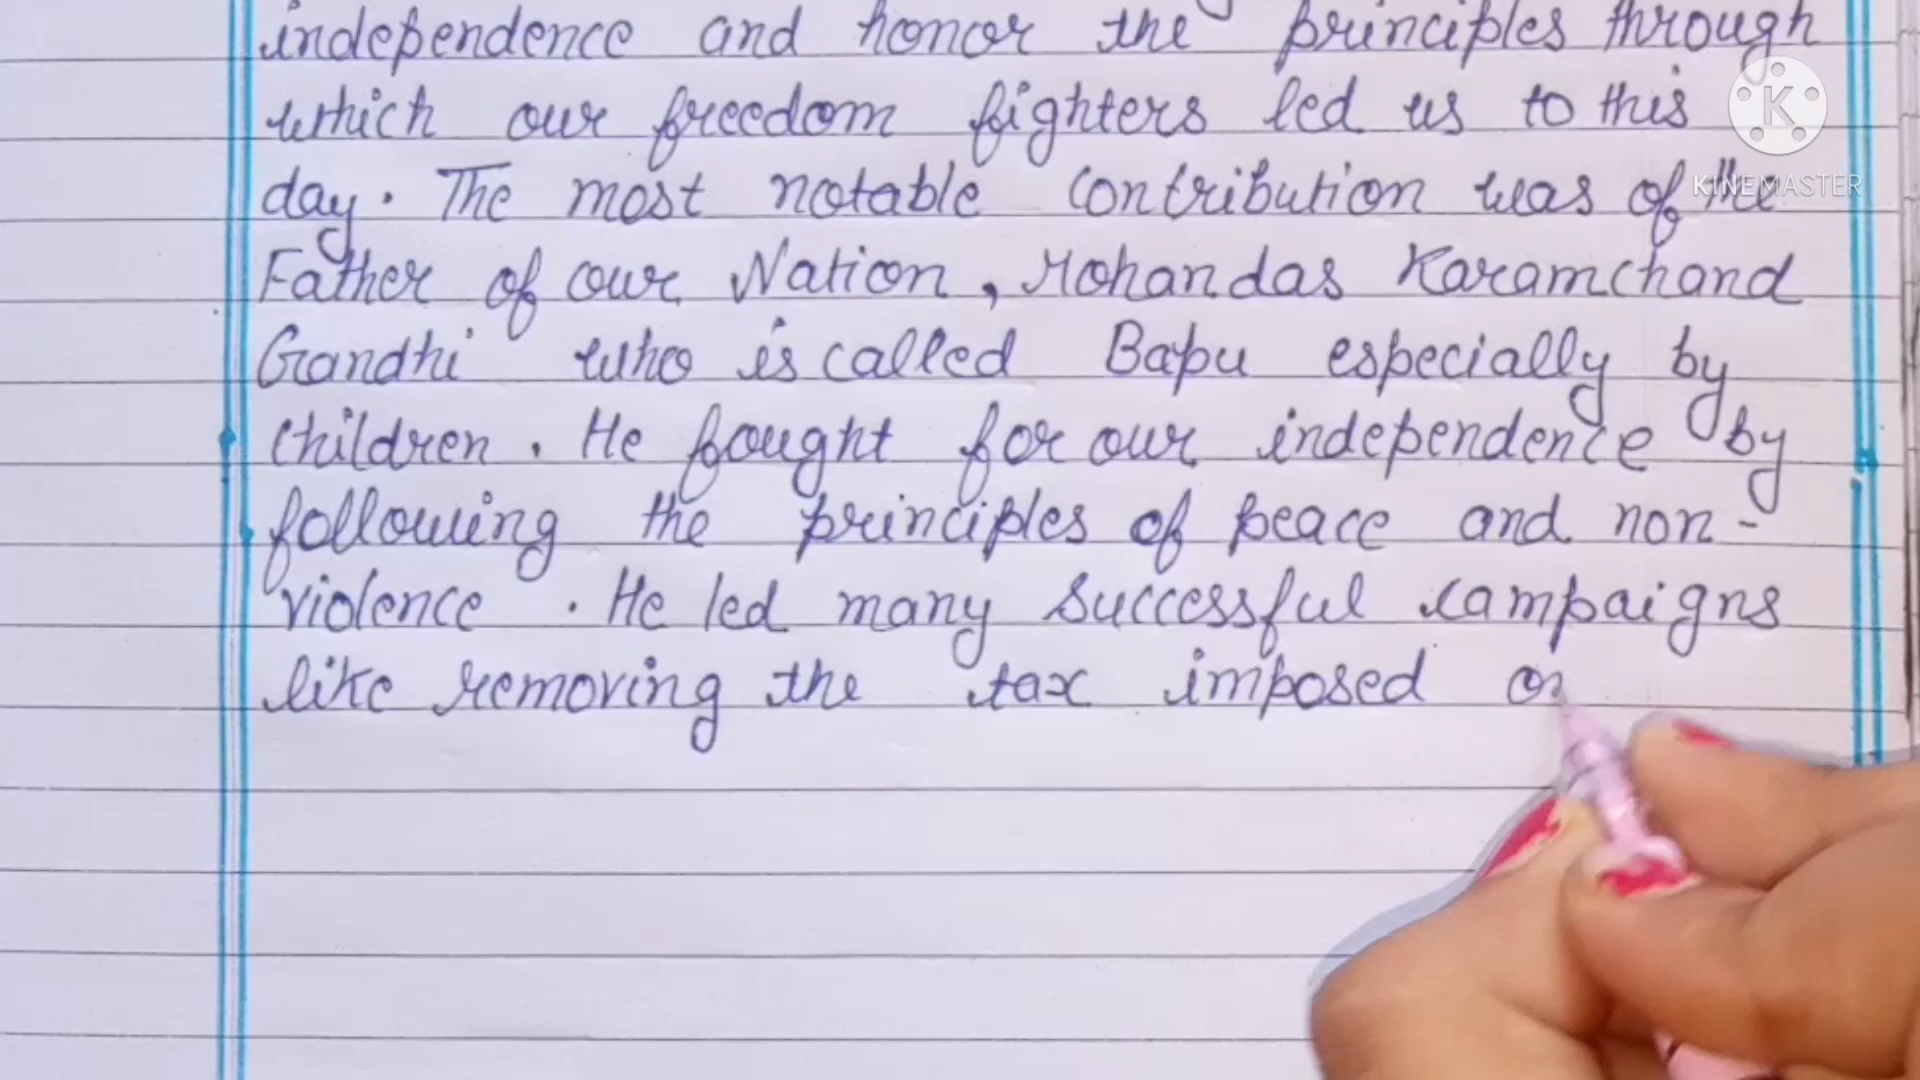 independence and honor the principles through
which our freedom fighters led us to this
day. The most notable contribution was of the
Father of our Nation, Mohandas Karamchand
Gandhi who is called Bapu especially by
children. He fought for our independence by
following the principles of peace and non-
violence. He led many successful campaigns
like removing the tax imposed on
K
KINEMASTER